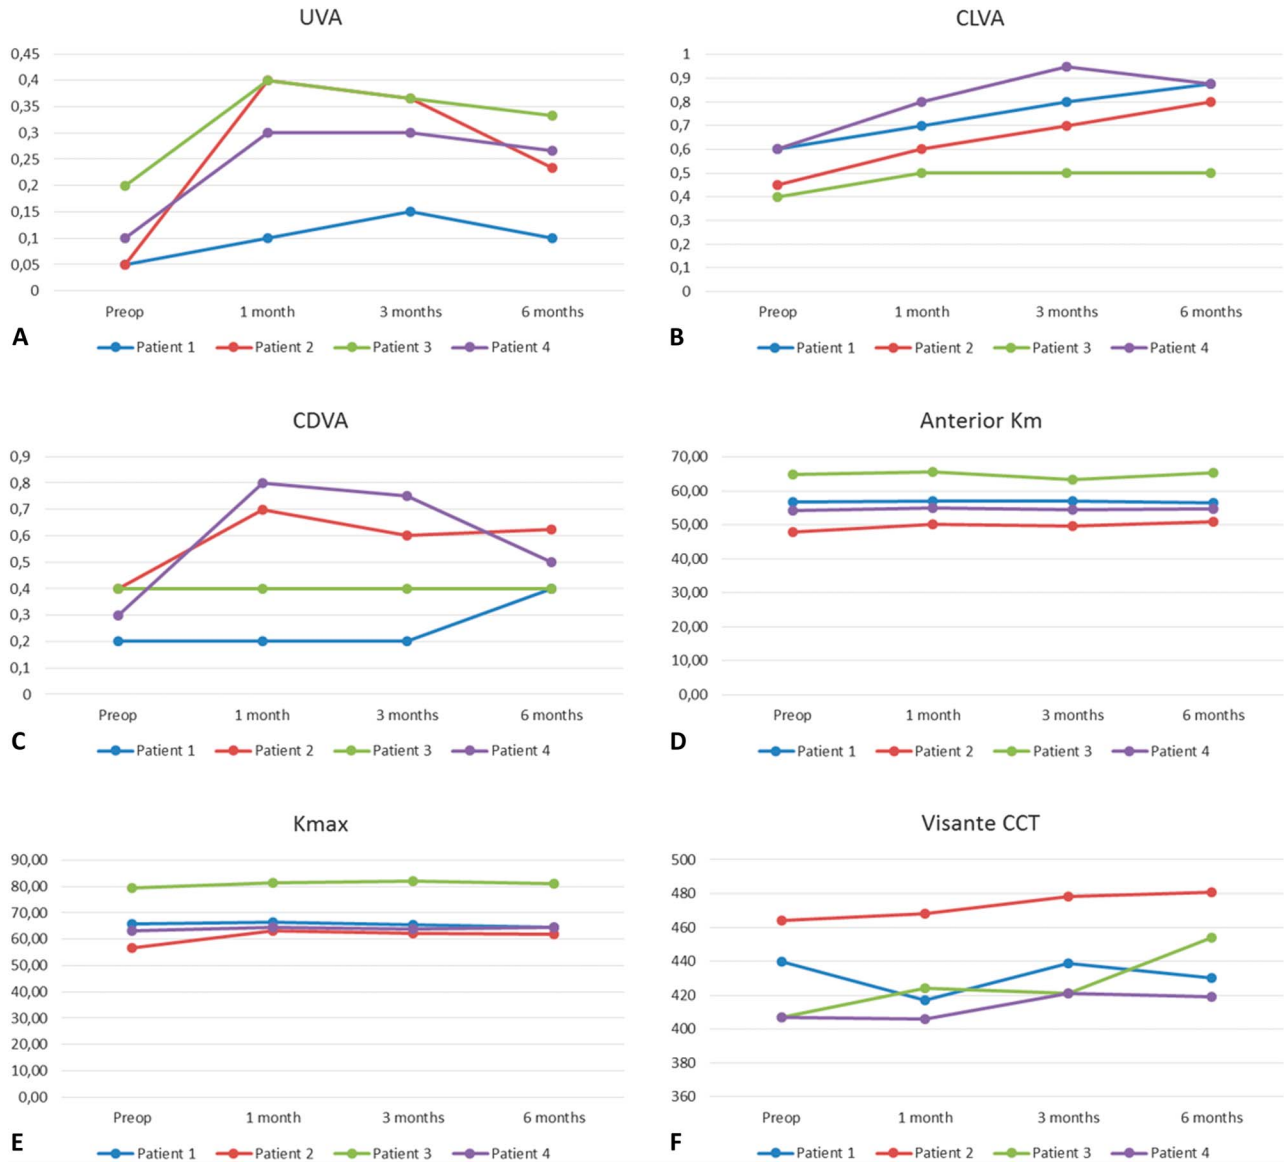 UVA
0,45
0,4
0,35
0,3
0,25
0,2
0,15
0,1
0,05
0
Preop 1 month 3 months 6 months
A
Patient 1 Patient 2 Patient 3 Patient 4
CLVA
1
0,9
0,8
0,7
0,6
0,5
0,4
0,3
0,2
0,1
0
Preop 1 month 3 months 6 months
B
Patient 1 Patient 2 Patient 3 Patient 4
CDVA
0,9
0,8
0,7
0,6
0,5
0,4
0,3
0,2
0,1
0
Preop 1 month 3 months 6 months
C
Patient 1 Patient 2 Patient 3 Patient 4
Anterior Km
70,00
60,00
50,00
40,00
30,00
20,00
10,00
0,00
Preop 1 month 3 months 6 months
D
Patient 1 Patient 2 Patient 3 Patient 4
Kmax
90,00
80,00
70,00
60,00
50,00
40,00
30,00
20,00
10,00
0,00
Preop 1 month 3 months 6 months
E
Patient 1 Patient 2 Patient 3 Patient 4
Visante CCT
500
480
460
440
420
400
380
360
Preop 1 month 3 months 6 months
F
Patient 1 Patient 2 Patient 3 Patient 4